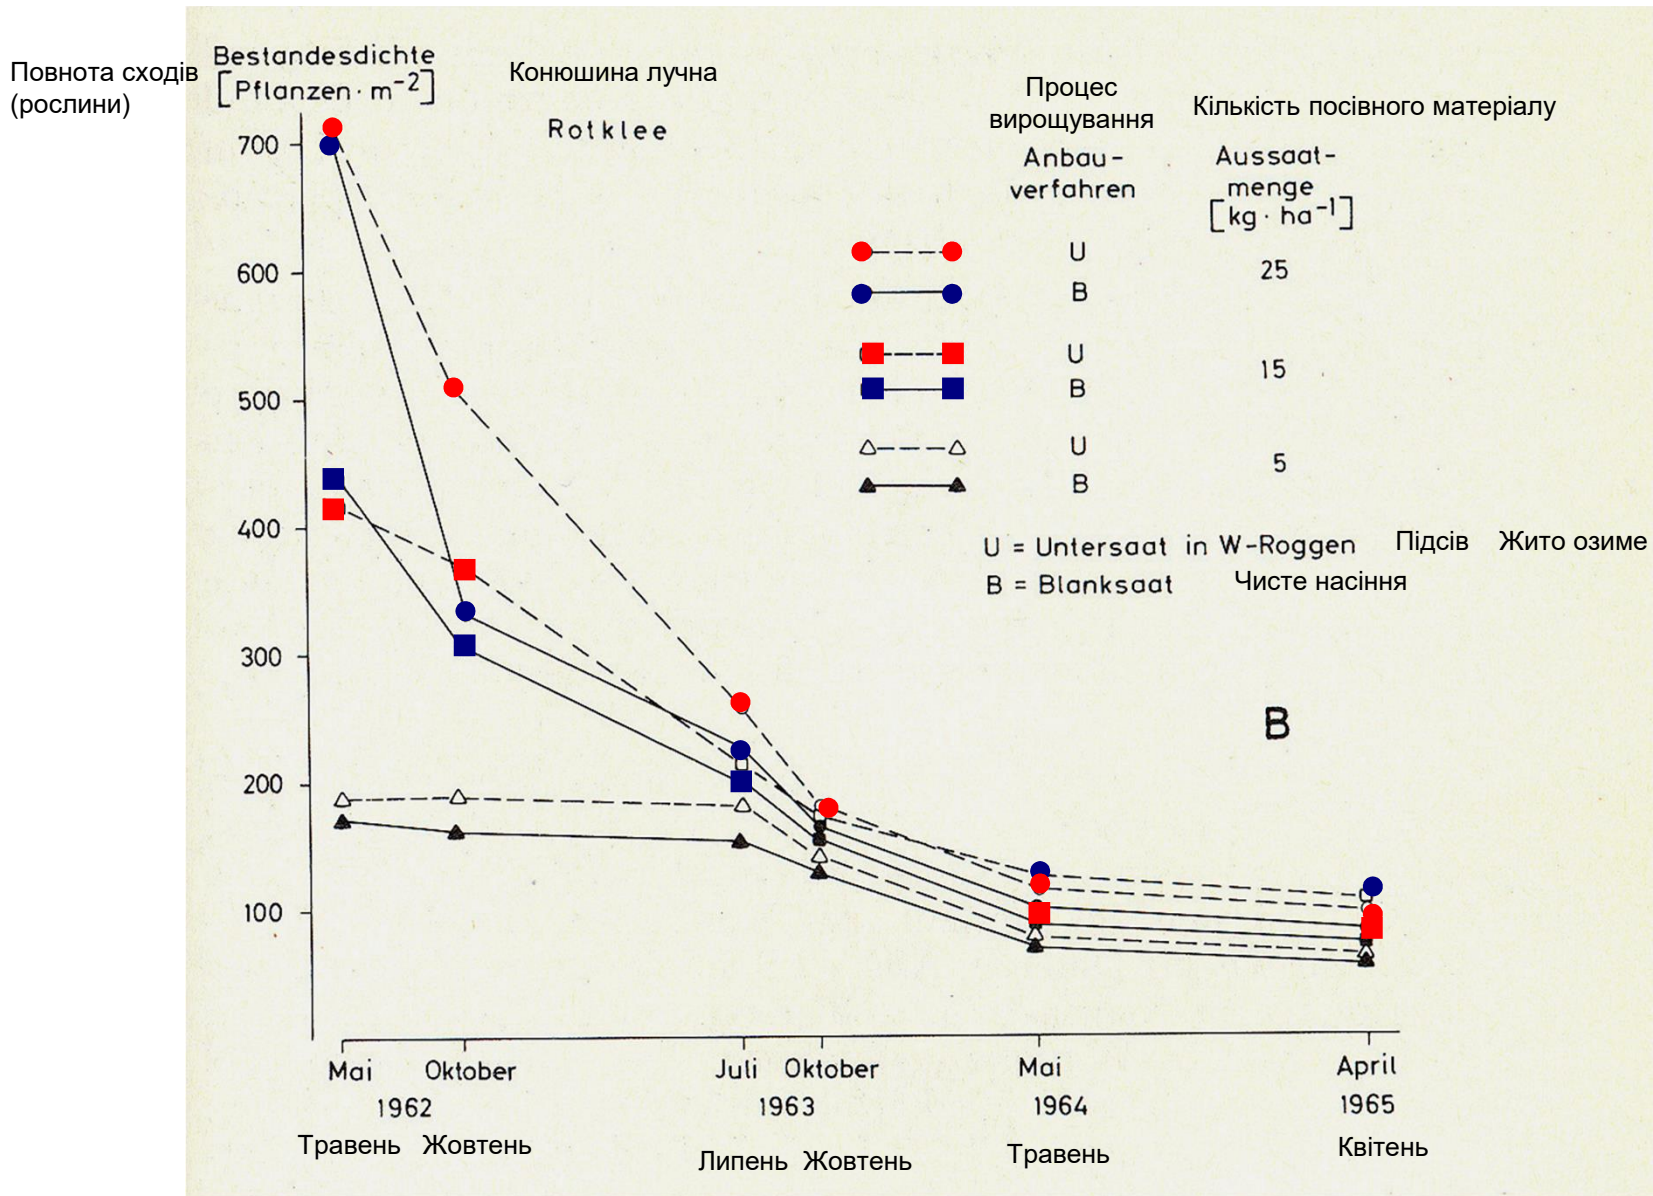 Повнота сходів
(рослини)
Bestandesdichte
[Pflanzen · m⁻²]
Конюшина лучна
Rotklee
Процес
вирощування
Кількість посівного матеріалу
Anbau-
verfahren
Aussaat-
menge
[kg · ha⁻¹]
U
25
B
U
15
B
U
5
B
U = Untersaat in W-Roggen Підсів Жито озиме
B = Blanksaat Чисте насіння
B
700
600
500
400
300
200
100
Mai Oktober Juli Oktober Mai April
1962 1963 1964 1965
Травень Жовтень Липень Жовтень Травень Квітень